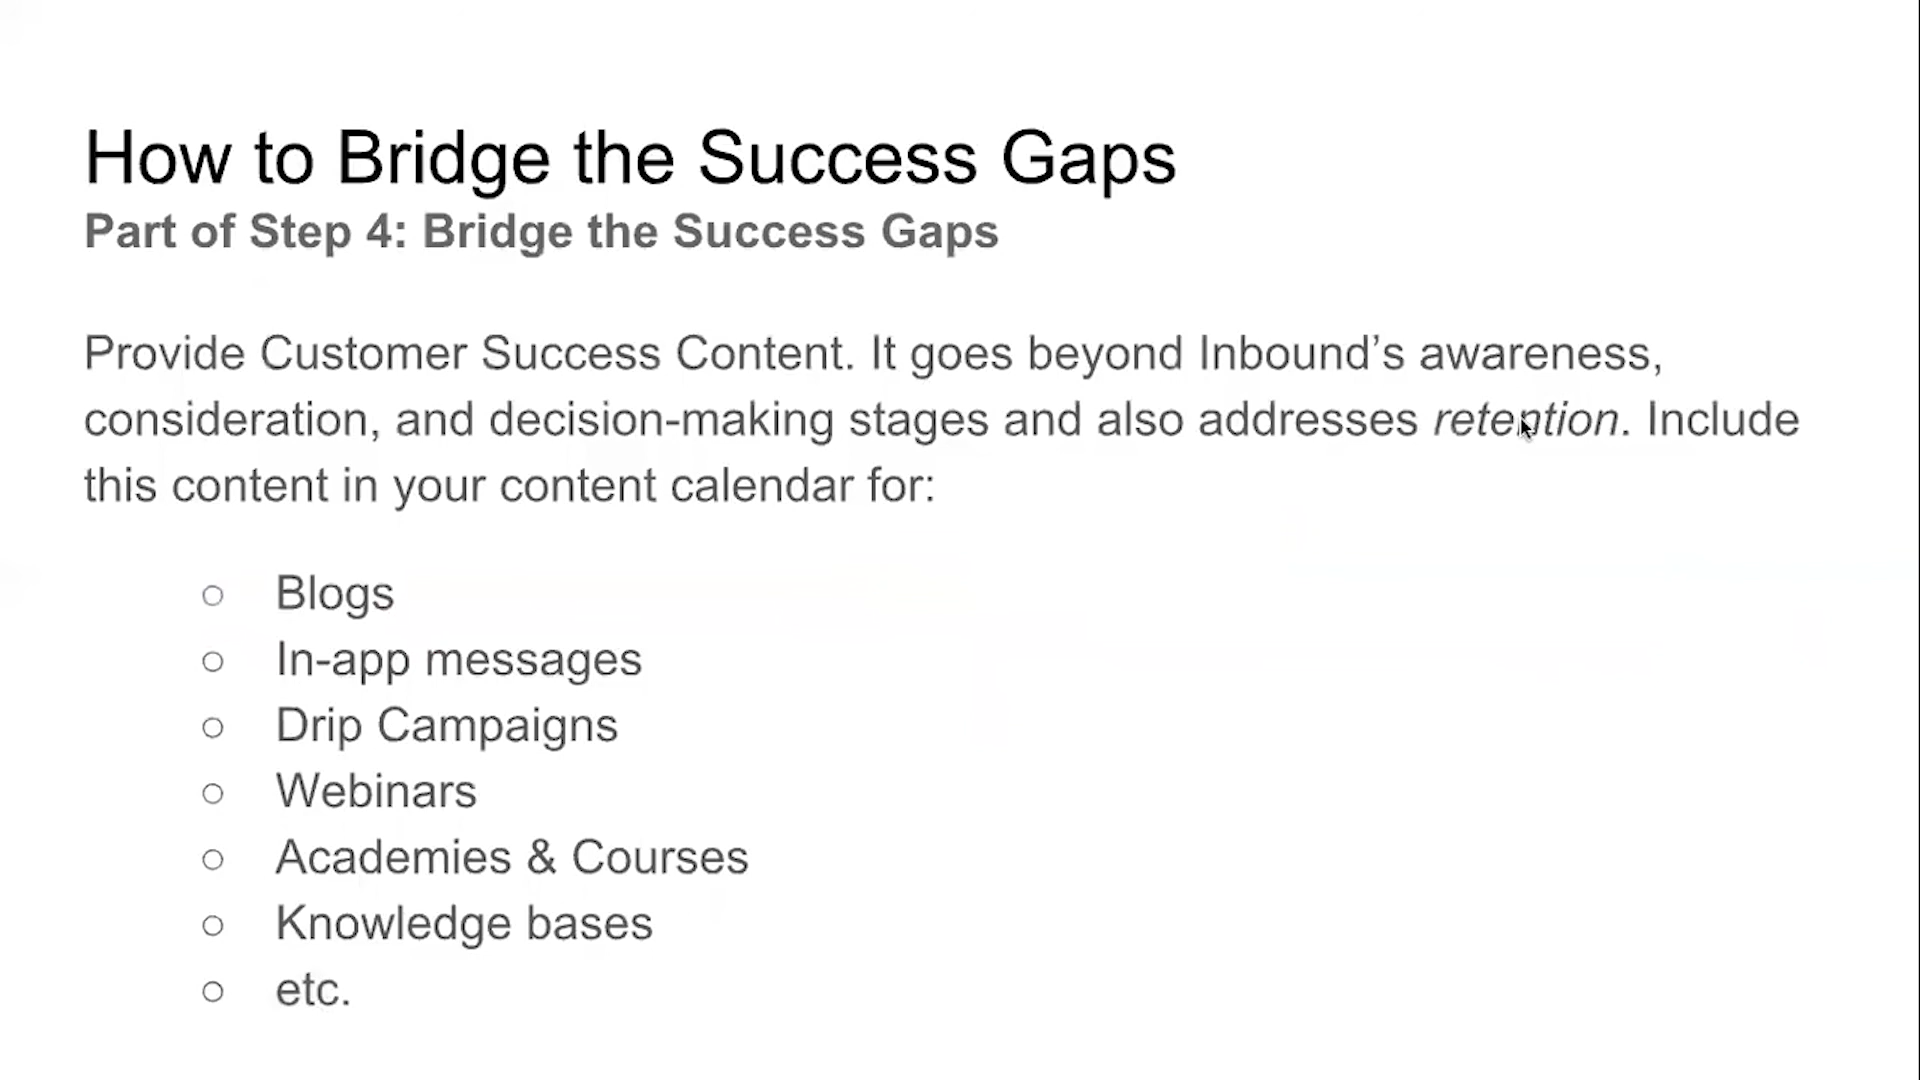 How to Bridge the Success Gaps
Part of Step 4: Bridge the Success Gaps
Provide Customer Success Content. It goes beyond Inbound’s awareness,
consideration, and decision-making stages and also addresses retention. Include
this content in your content calendar for:
○ Blogs
○ In-app messages
○ Drip Campaigns
○ Webinars
○ Academies & Courses
○ Knowledge bases
○ etc.